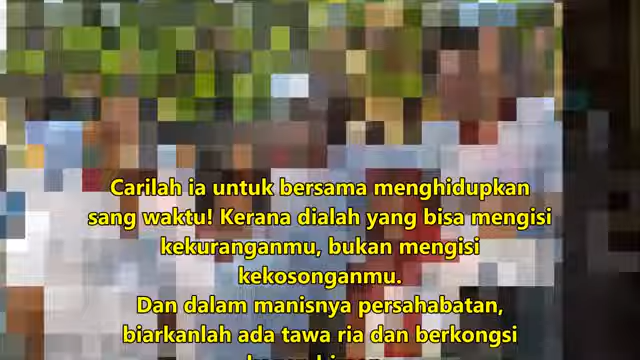 Carilah ia untuk bersama menghidupkan
sang waktu! Kerana dialah yang bisa mengisi
kekuranganmu, bukan mengisi
kekosonganmu.
Dan dalam manisnya persahabatan,
biarkanlah ada tawa ria dan berkongsi